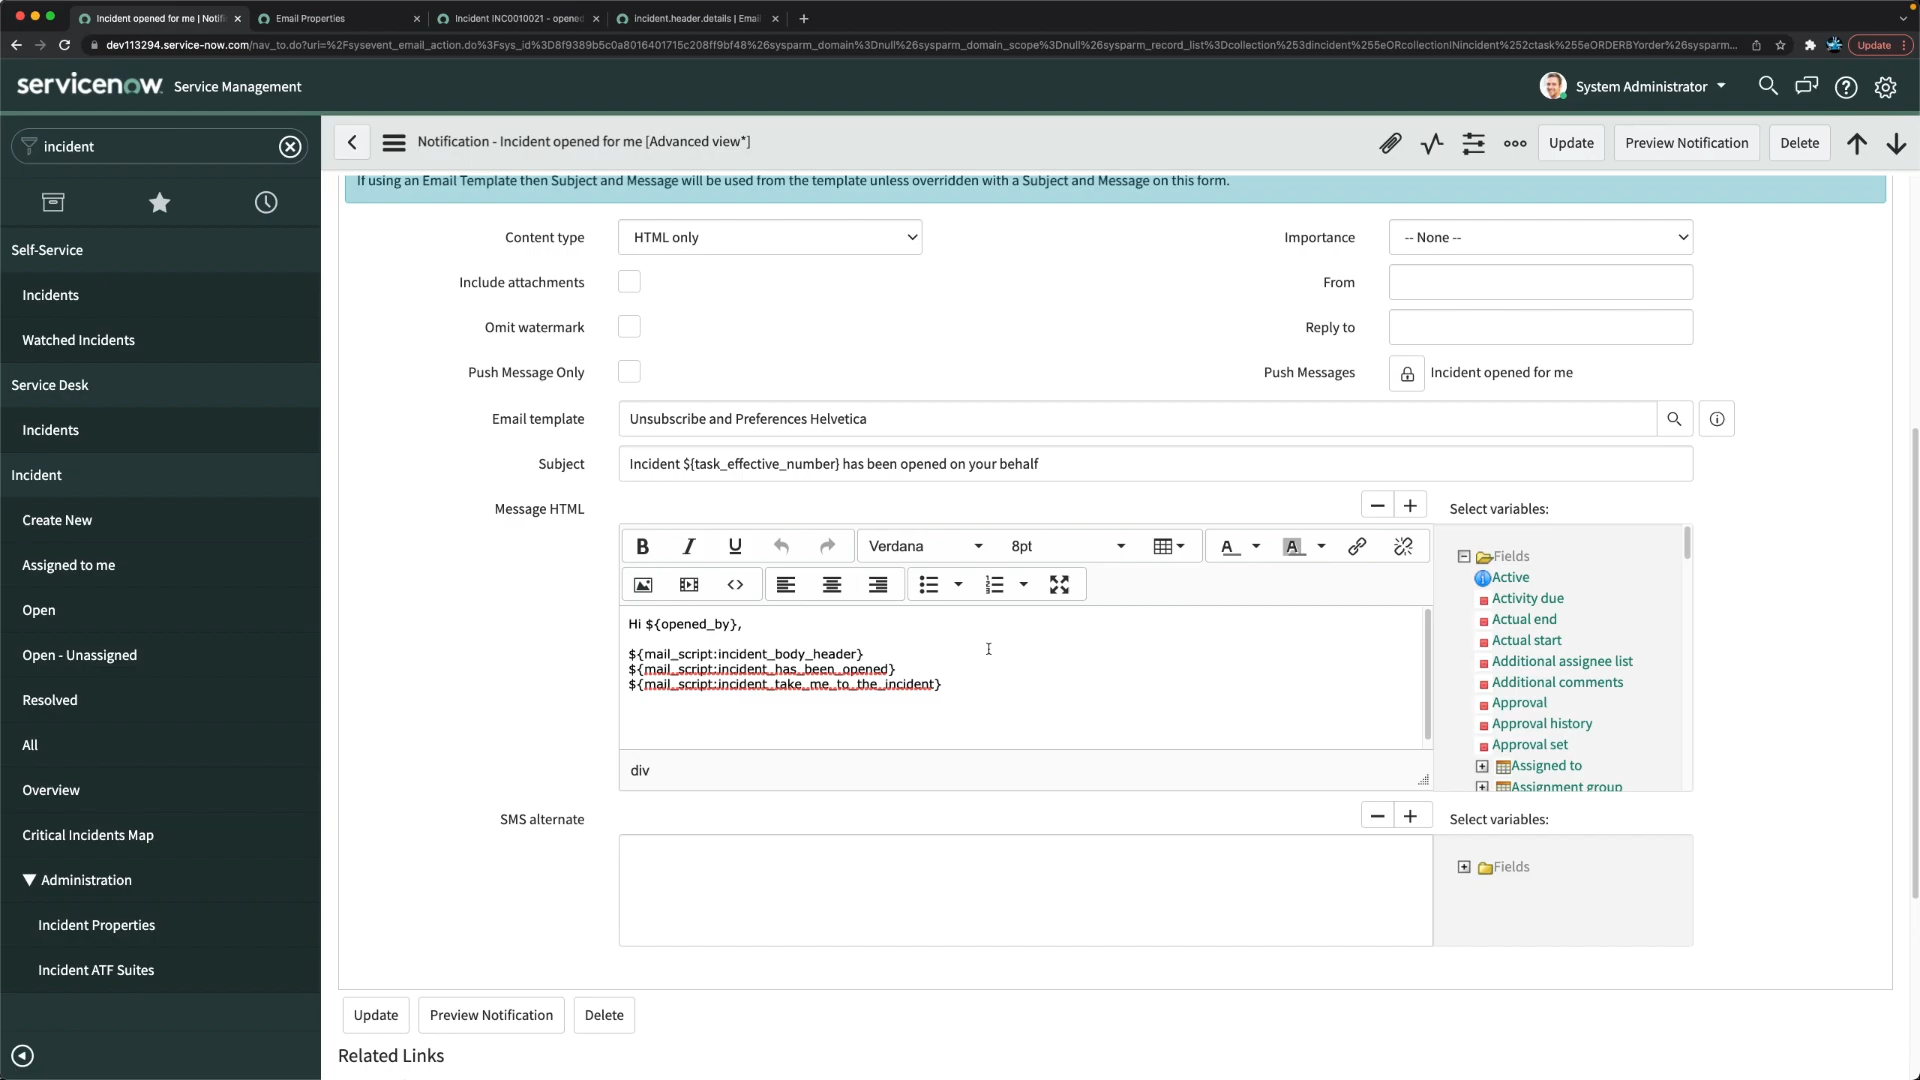 Incident opened for me | Notifi
Email Properties
Incident INC0010021 - opened
incident.header.details | Email
dev113294.service-now.com/nav_to.do?uri=%2Fsysevent_email_action.do%3Fsys_id%3D8f9389b5c0a8016401715c208ff9bf48%26sysparm_domain%3Dnull%26sysparm_domain_scope%3Dnull%26sysparm_record_list%3Dcollection%253dincident%255eORcollectionINincident%252ctask%255eORDERBYorder%26sysparm...
Update
servicenow Service Management
System Administrator
incident
Notification - Incident opened for me [Advanced view*]
Update
Preview Notification
Delete
Self-Service
Incidents
Watched Incidents
Service Desk
Incidents
Incident
Create New
Assigned to me
Open
Open - Unassigned
Resolved
All
Overview
Critical Incidents Map
Administration
Incident Properties
Incident ATF Suites
If using an Email Template then Subject and Message will be used from the template unless overridden with a Subject and Message on this form.
Content type
HTML only
Importance
-- None --
Include attachments
From
Omit watermark
Reply to
Push Message Only
Push Messages
Incident opened for me
Email template
Unsubscribe and Preferences Helvetica
Subject
Incident ${task_effective_number} has been opened on your behalf
Message HTML
Select variables:
B I U
Verdana
8pt
A
A
Hi ${opened_by},
${mail_script:incident_body_header}
${mail_script:incident_has_been_opened}
${mail_script:incident_take_me_to_the_incident}
div
Fields
Active
Activity due
Actual end
Actual start
Additional assignee list
Additional comments
Approval
Approval history
Approval set
Assigned to
Assignment group
SMS alternate
Select variables:
Fields
Update
Preview Notification
Delete
Related Links